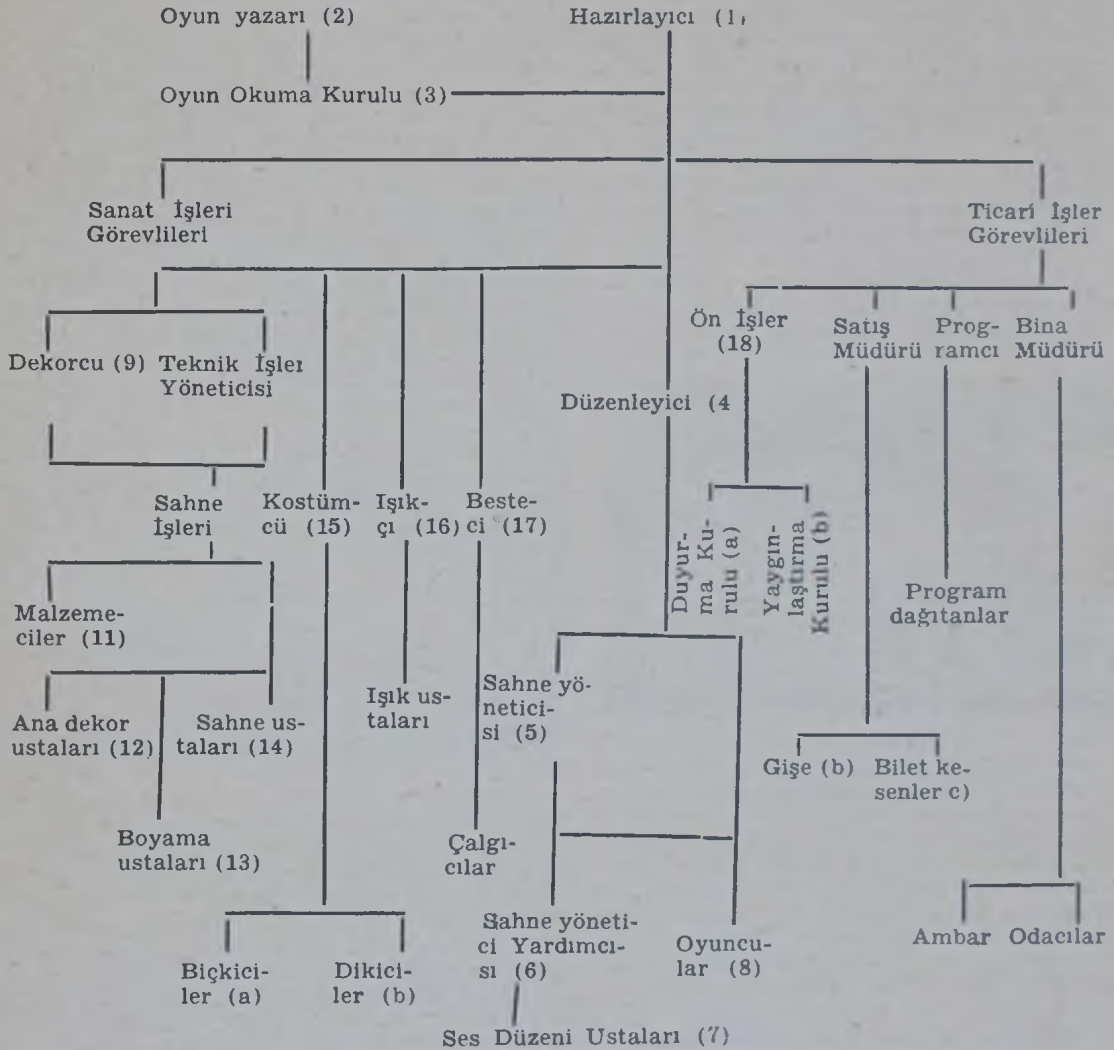 Oyun yazarı (2)
Hazırlayıcı (1,
Oyun Okuma Kurulu (3)
Sanat İşleri
Görevlileri
Ticari İşler
Görevlileri
Dekorcu (9)
Teknik İşler
Yöneticisi
Ön İşler
(18)
Satış
Müdürü
Prog-
ramcı
Bina
Müdürü
Düzenleyici (4
Sahne
İşleri
Kostüm-
cü (15)
Işık-
çı (16)
Beste-
ci (17)
Duyur-
ma Ku-
rulu (a)
Yaygın-
laştırma
Kurulu (b)
Program
dağıtanlar
Malzeme-
ciler (11)
Ana dekor
ustaları (12)
Sahne us-
taları (14)
Işık us-
taları
Sahne yö-
netici-
si (5)
Gişe (b)
Bilet ke-
senler c)
Boyama
ustaları (13)
Çalgı-
cılar
Biçkici-
ler (a)
Dikici-
ler (b)
Sahne yöneti-
ci Yardımcı-
sı (6)
Oyuncu-
lar (8)
Ambar
Odacılar
Ses Düzeni Ustaları (7)